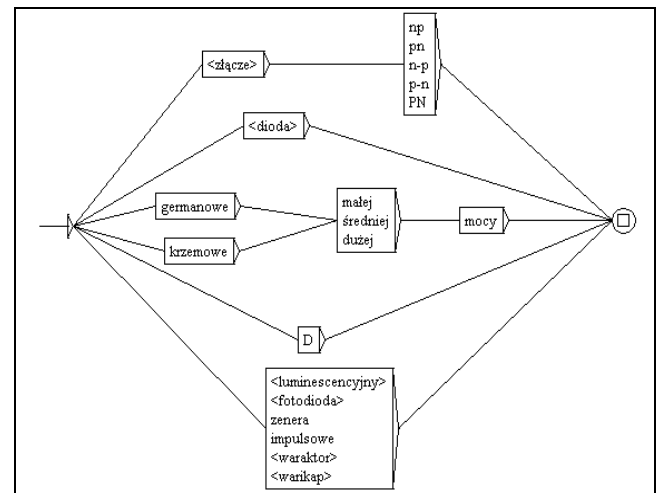 <złącze>
np
pn
n-p
p-n
PN
<dioda>
germanowe
krzemowe
małej
średniej
dużej
mocy
D
<luminescencyjny>
<fotodioda>
zenera
impulsowe
<waraktor>
<warikap>